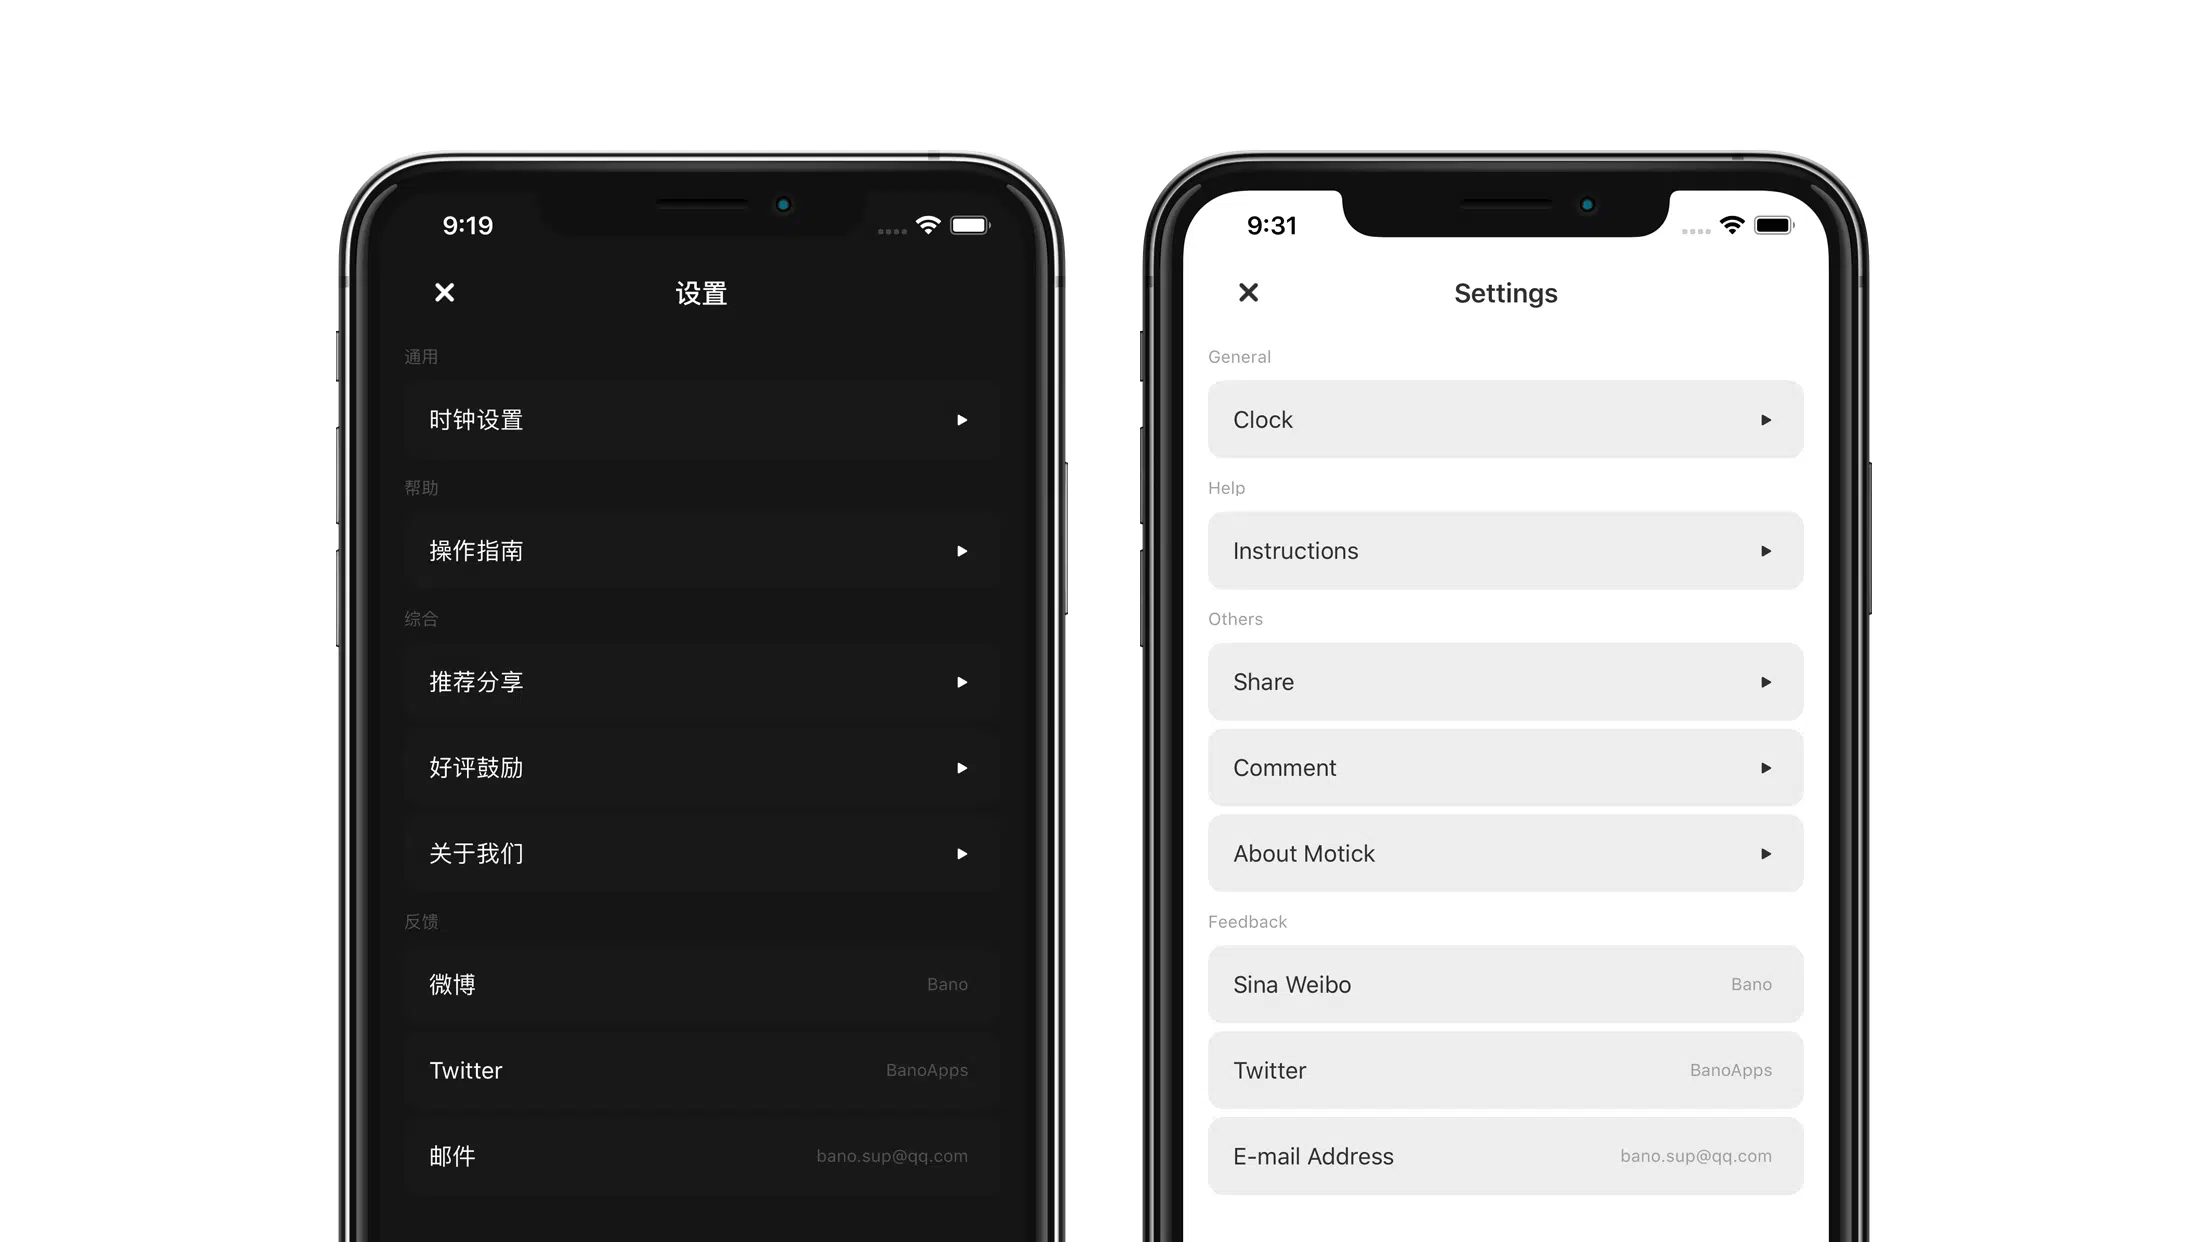 9:19
设置
通用
时钟设置
帮助
操作指南
综合
推荐分享
好评鼓励
关于我们
反馈
微博 Bano
Twitter BanoApps
邮件 bano.sup@qq.com
9:31
Settings
General
Clock
Help
Instructions
Others
Share
Comment
About Motick
Feedback
Sina Weibo Bano
Twitter BanoApps
E-mail Address bano.sup@qq.com